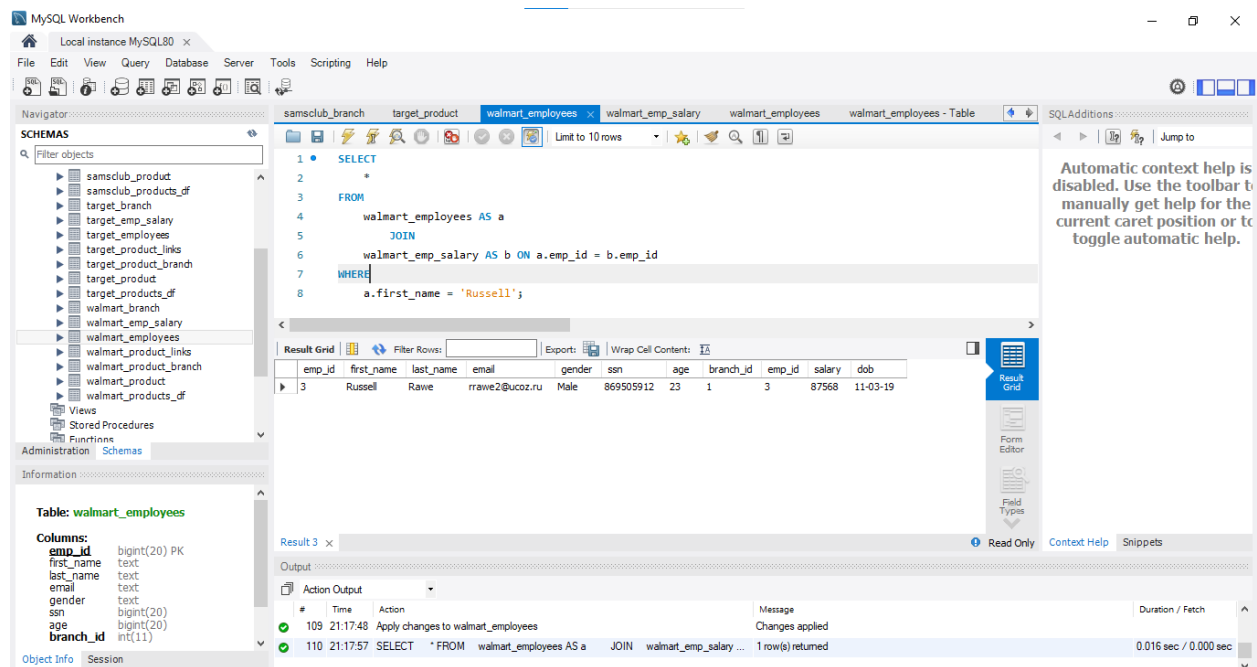 MySQL Workbench
Local instance MySQL80
File Edit View Query Database Server Tools Scripting Help
Navigator
SCHEMAS
Filter objects
samsclub_product
samsclub_products_df
target_branch
target_emp_salary
target_employees
target_product_links
target_product_branch
target_product
target_products_df
walmart_branch
walmart_emp_salary
walmart_employees
walmart_product_links
walmart_product_branch
walmart_product
walmart_products_df
Views
Stored Procedures
Functions
Administration Schemas
Information
Table: walmart_employees
Columns:
emp_id bigint(20) PK
first_name text
last_name text
email text
gender text
ssn bigint(20)
age bigint(20)
branch_id int(11)
Object Info Session
samsclub_branch target_product walmart_employees walmart_emp_salary walmart_employees walmart_employees - Table
Limit to 10 rows
1 SELECT
2 *
3 FROM
4 walmart_employees AS a
5 JOIN
6 walmart_emp_salary AS b ON a.emp_id = b.emp_id
7 WHERE
8 a.first_name = 'Russell';
Result Grid Filter Rows: Export: Wrap Cell Content:
emp_id first_name last_name email gender ssn age branch_id emp_id salary dob
3 Russell Rawe rrawe2@ucoz.ru Male 869505912 23 1 3 87568 11-03-19
Result Grid
Form Editor
Field Types
Result 3
Read Only
Output
Action Output
# Time Action Message Duration / Fetch
109 21:17:48 Apply changes to walmart_employees Changes applied
110 21:17:57 SELECT * FROM walmart_employees AS a JOIN walmart_emp_salary ... 1 row(s) returned 0.016 sec / 0.000 sec
SQLAdditions
Jump to
Automatic context help is
disabled. Use the toolbar to
manually get help for the
current caret position or to
toggle automatic help.
Context Help Snippets